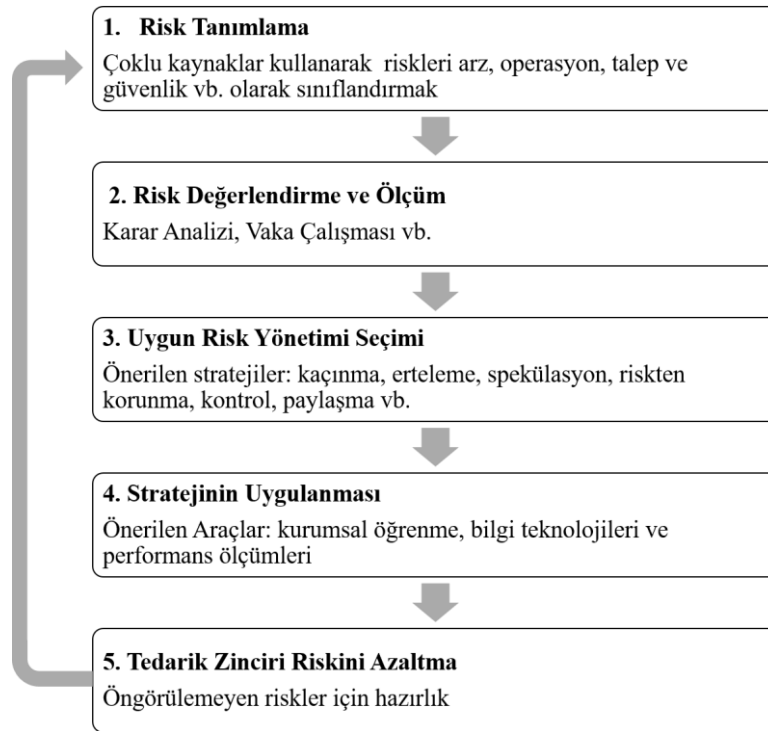 1. Risk Tanımlama
Çoklu kaynaklar kullanarak riskleri arz, operasyon, talep ve
güvenlik vb. olarak sınıflandırmak
2. Risk Değerlendirme ve Ölçüm
Karar Analizi, Vaka Çalışması vb.
3. Uygun Risk Yönetimi Seçimi
Önerilen stratejiler: kaçınma, erteleme, spekülasyon, riskten
korunma, kontrol, paylaşma vb.
4. Stratejinin Uygulanması
Önerilen Araçlar: kurumsal öğrenme, bilgi teknolojileri ve
performans ölçümleri
5. Tedarik Zinciri Riskini Azaltma
Öngörülemeyen riskler için hazırlık